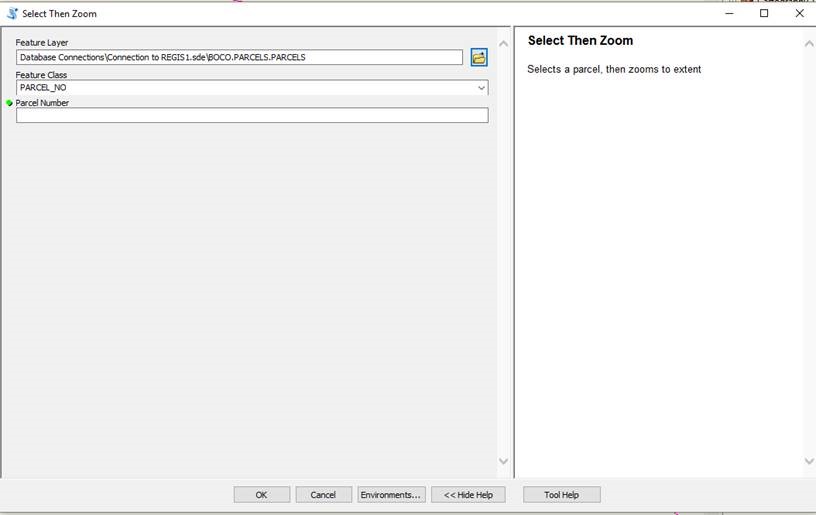 Select Then Zoom
Feature Layer
Database Connections\Connection to REGIS1.sde\BOCO.PARCELS.PARCELS
Feature Class
PARCEL_NO
Parcel Number
Select Then Zoom
Selects a parcel, then zooms to extent
OK
Cancel
Environments...
<< Hide Help
Tool Help